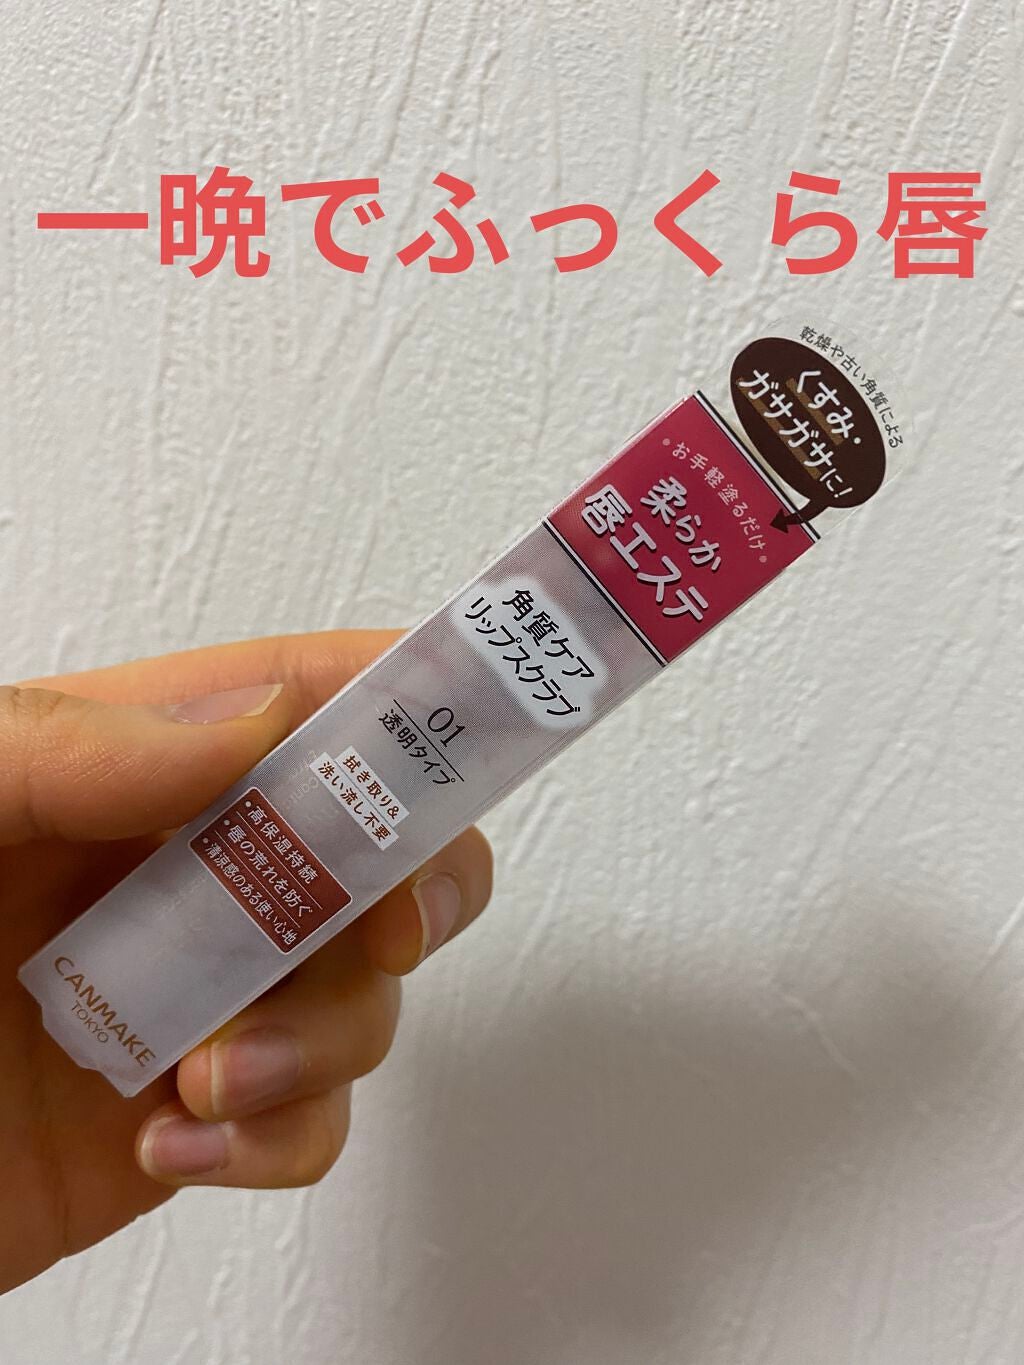 一晩でふっくら唇
乾燥や古い角質による
くすみ・
ガサガサに!
お手軽塗るだけ
柔らか
唇エステ
角質ケア
リップスクラブ
01
透明タイプ
拭き取り&
洗い流し不要
・高保湿持続
・唇の荒れを防ぐ
・清涼感のある使い心地
CANMAKE
TOKYO